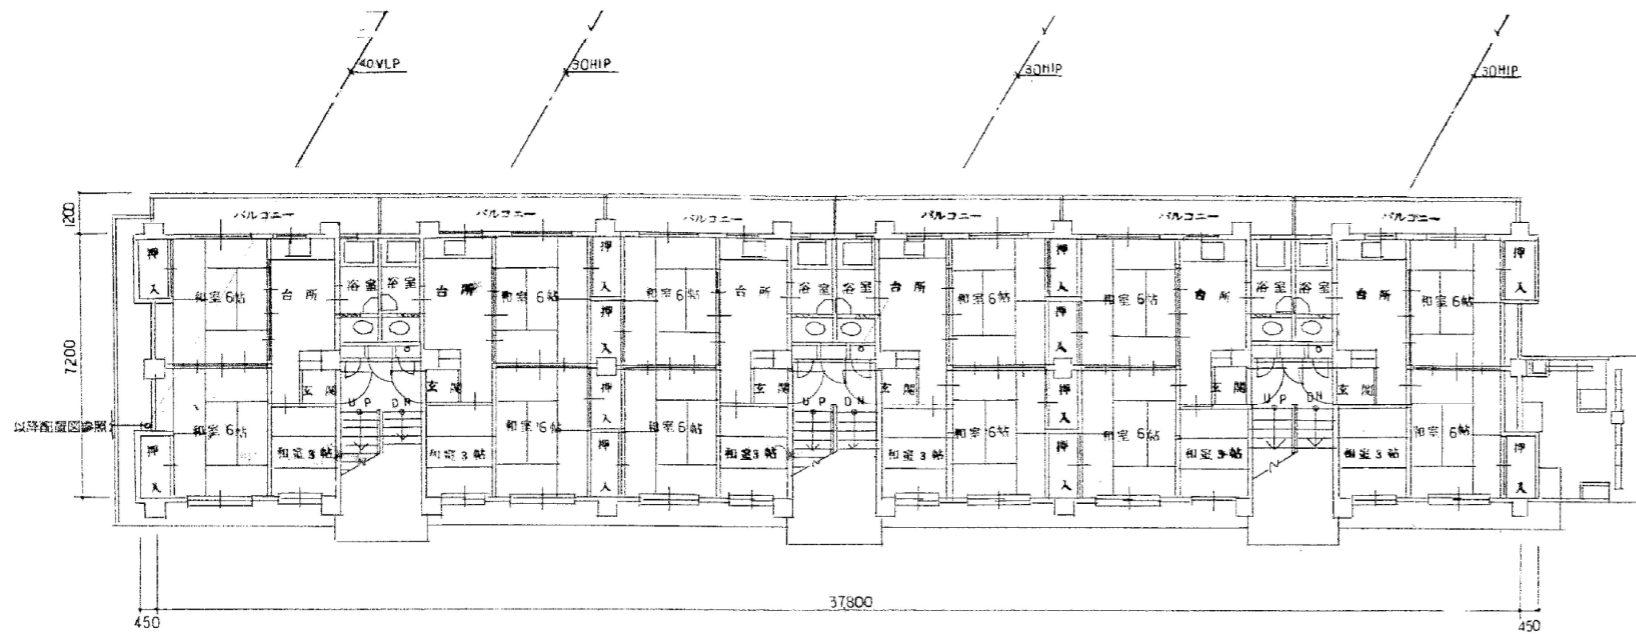 40VLP
30HIP
30HIP
30HIP
1200
バルコニー
バルコニー
バルコニー
バルコニー
バルコニー
バルコニー
押入
和室6帖
台所
浴室
浴室
台所
和室6帖
押入
押入
和室6帖
台所
浴室
浴室
台所
和室6帖
押入
押入
和室6帖
台所
浴室
浴室
台所
和室6帖
押入
7200
玄関
玄関
玄関
玄関
玄関
玄関
UP
DN
UP
DN
UP
DN
以降配置図参照
押入
和室6帖
和室3帖
和室3帖
和室6帖
押入
押入
和室6帖
和室3帖
和室3帖
和室6帖
押入
押入
和室6帖
和室3帖
和室3帖
和室6帖
押入
37800
450
450